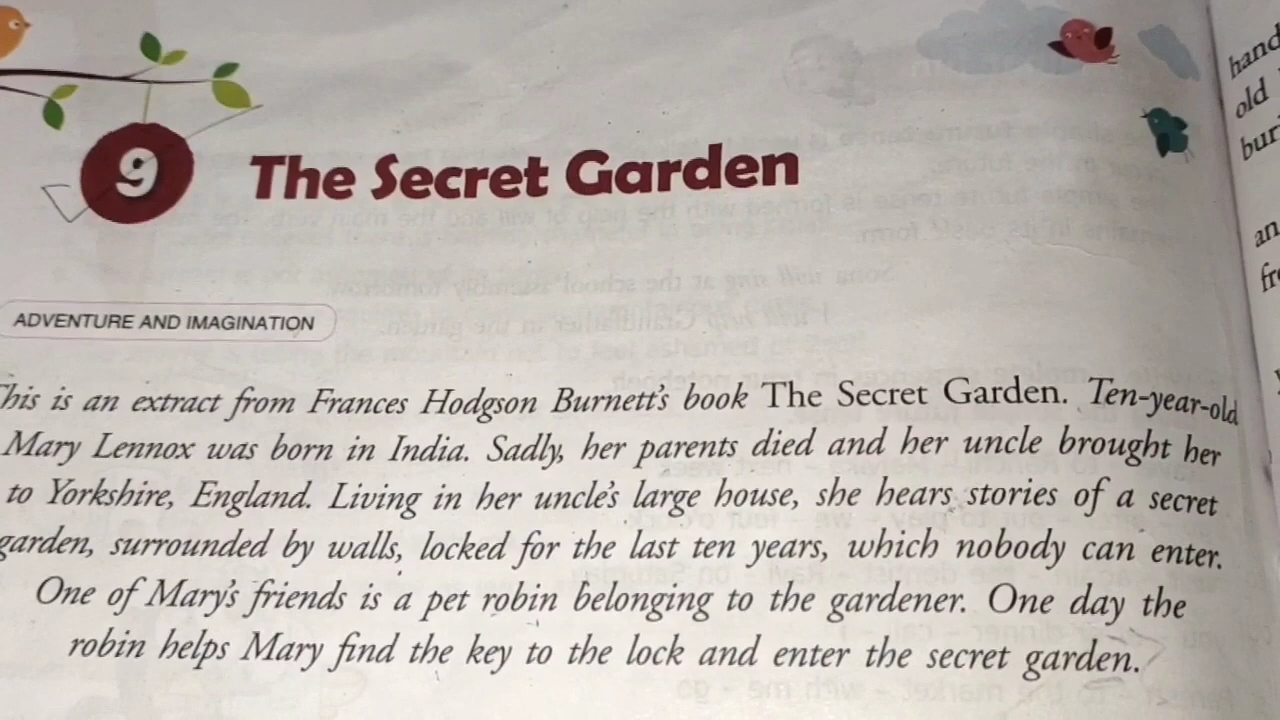 9 The Secret Garden
ADVENTURE AND IMAGINATION
This is an extract from Frances Hodgson Burnett's book The Secret Garden. Ten-year-old
Mary Lennox was born in India. Sadly, her parents died and her uncle brought her
to Yorkshire, England. Living in her uncle's large house, she hears stories of a secret
garden, surrounded by walls, locked for the last ten years, which nobody can enter.
One of Mary's friends is a pet robin belonging to the gardener. One day the
robin helps Mary find the key to the lock and enter the secret garden.
old